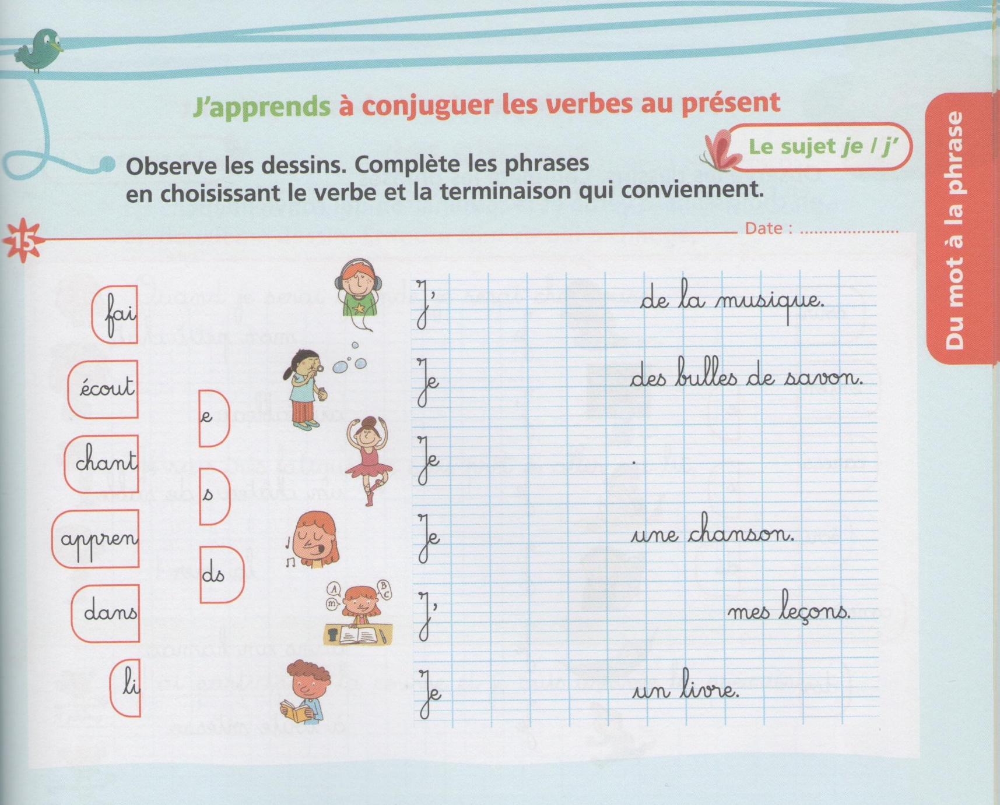 J'apprends à conjuguer les verbes au présent
Le sujet je / j'
Observe les dessins. Complète les phrases
en choisissant le verbe et la terminaison qui conviennent.
Du mot à la phrase
15
Date : .....................
fai
écout
chant
appren
dans
li
e
s
ds
J' de la musique.
Je des bulles de savon.
Je .
Je une chanson.
A
m
B
C
J' mes leçons.
Je un livre.